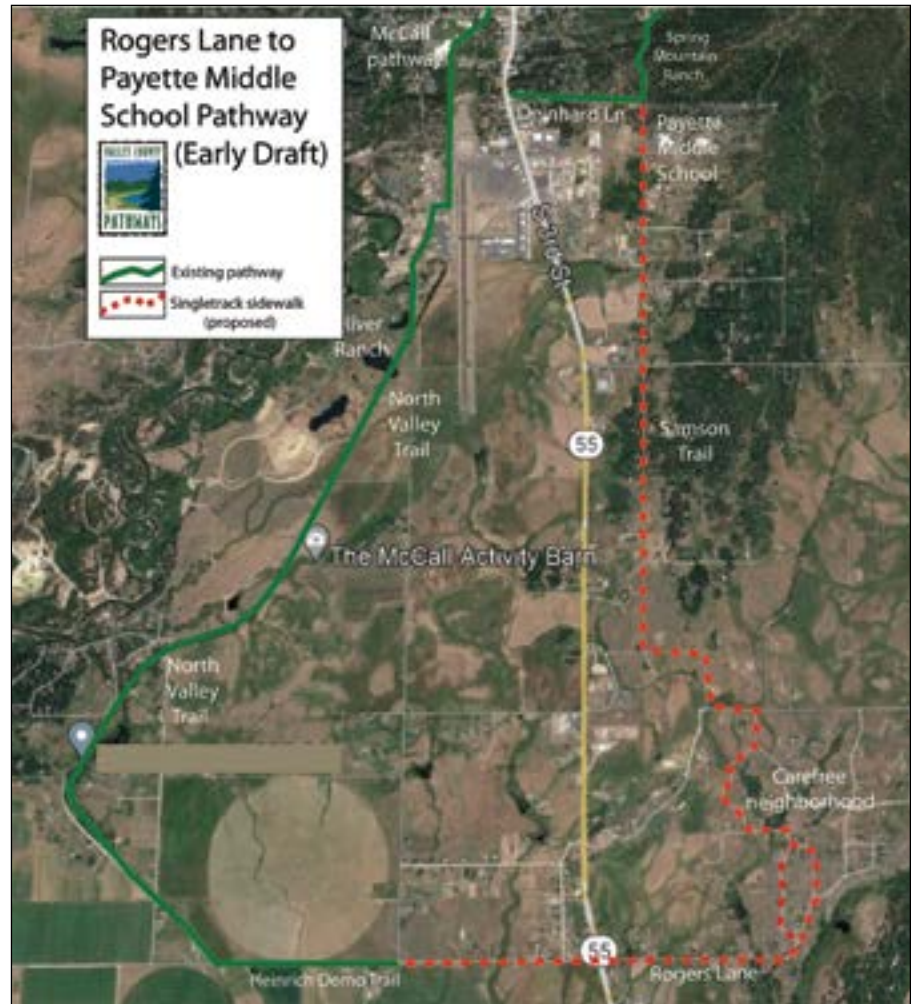 Rogers Lane to
Payette Middle
School Pathway
(Early Draft)
VALLEY COUNTY
PATHWAYS
Existing pathway
Singletrack sidewalk
(proposed)
McCall
pathway
Spring
Mountain
Ranch
Deinhard Ln
Payette
Middle
School
River
Ranch
North
Valley
Trail
55
Samson
Trail
The McCall Activity Barn
North
Valley
Trail
Carefree
neighborhood
55
Heinrich Demo Trail
Rogers Lane